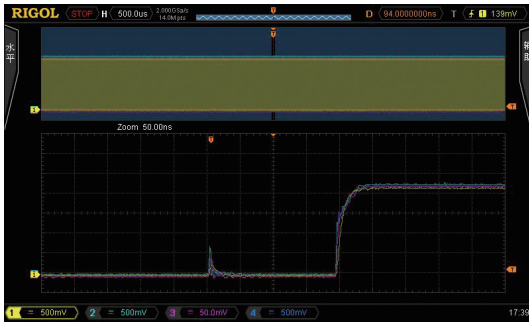 RIGOL STOP H 500.0us 2.00GSa/s 14.0Mpts D 94.0000000ns T 1 139mV
水平
Zoom 50.00ns
1 = 500mV 2 = 500mV 3 = 50.0mV 4 = 500mV 17:39